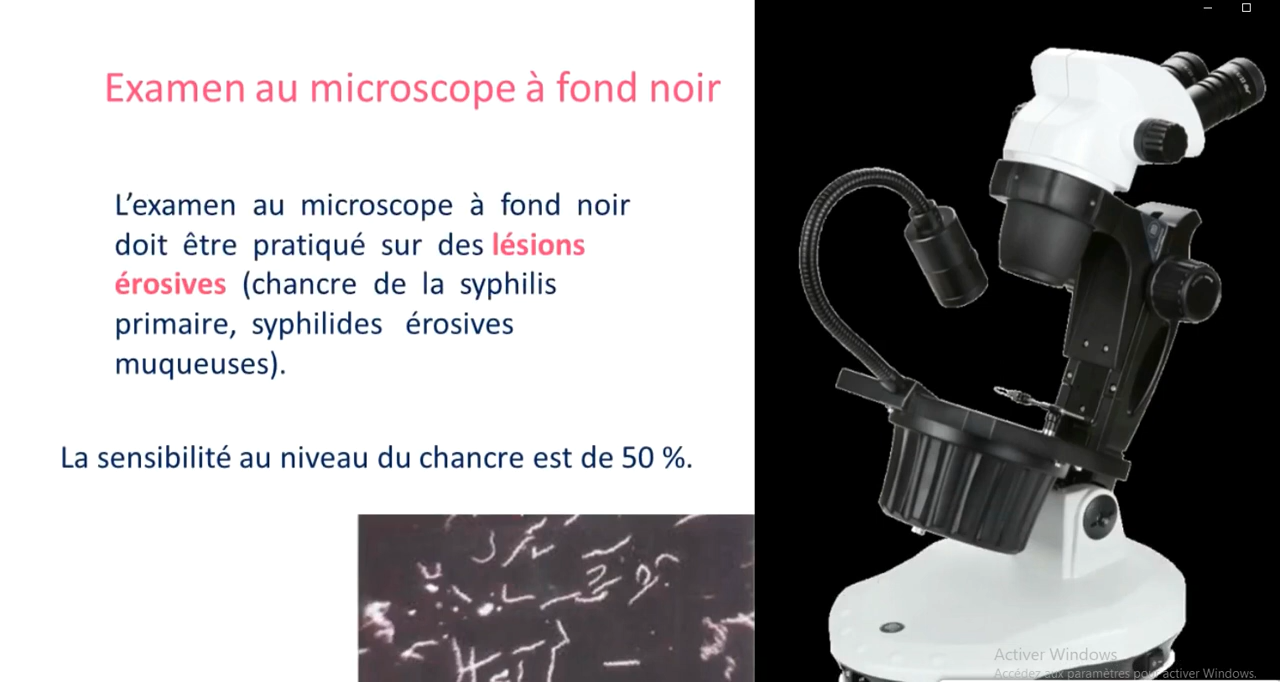 Examen au microscope à fond noir
L’examen au microscope à fond noir
doit être pratiqué sur des lésions
érosives (chancre de la syphilis
primaire, syphilides érosives
muqueuses).
La sensibilité au niveau du chancre est de 50 %.
Activer Windows
Accédez aux paramètres pour activer Windows.